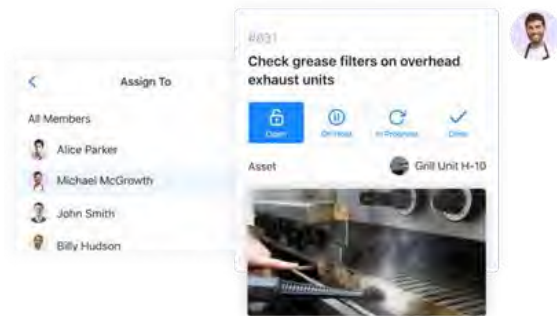 Assign To
All Members
Alice Parker
Michael McGrowth
John Smith
Billy Hudson
#031
Check grease filters on overhead
exhaust units
Open
On Hold
In Progress
Done
Asset
Grill Unit H-10